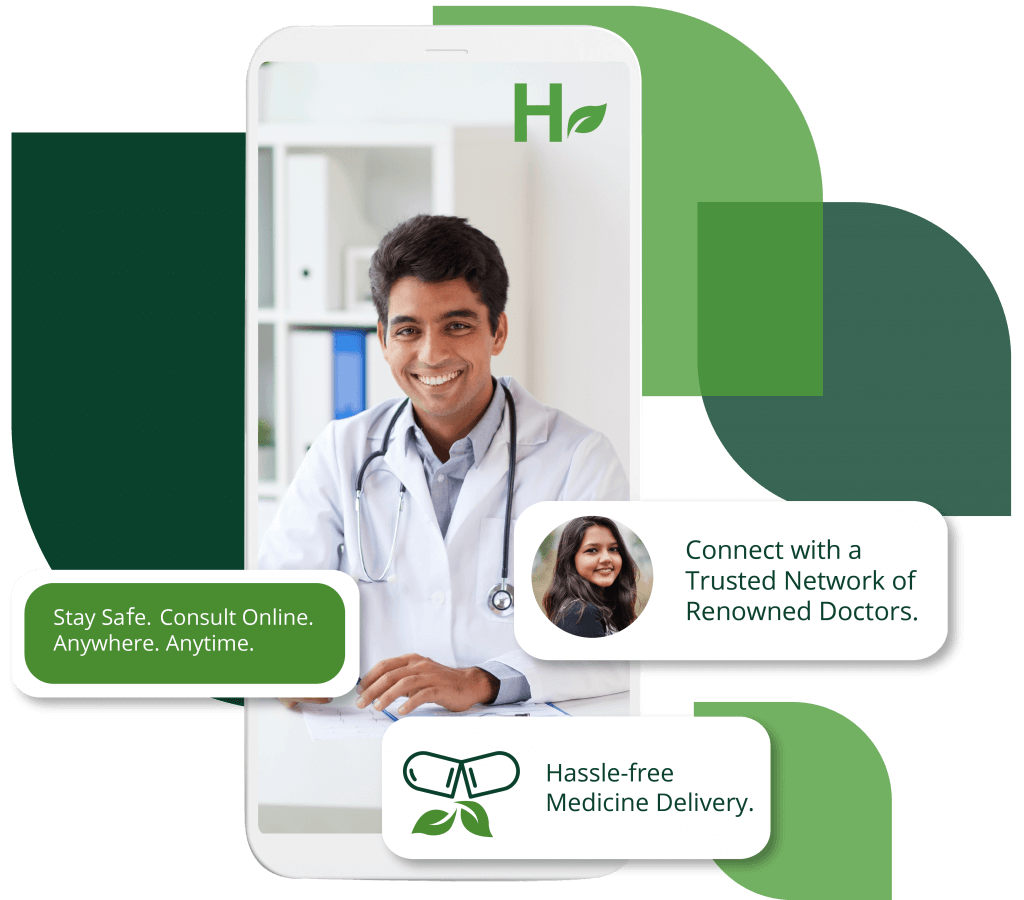 H
Stay Safe. Consult Online.
Anywhere. Anytime.
Connect with a
Trusted Network of
Renowned Doctors.
Hassle-free
Medicine Delivery.